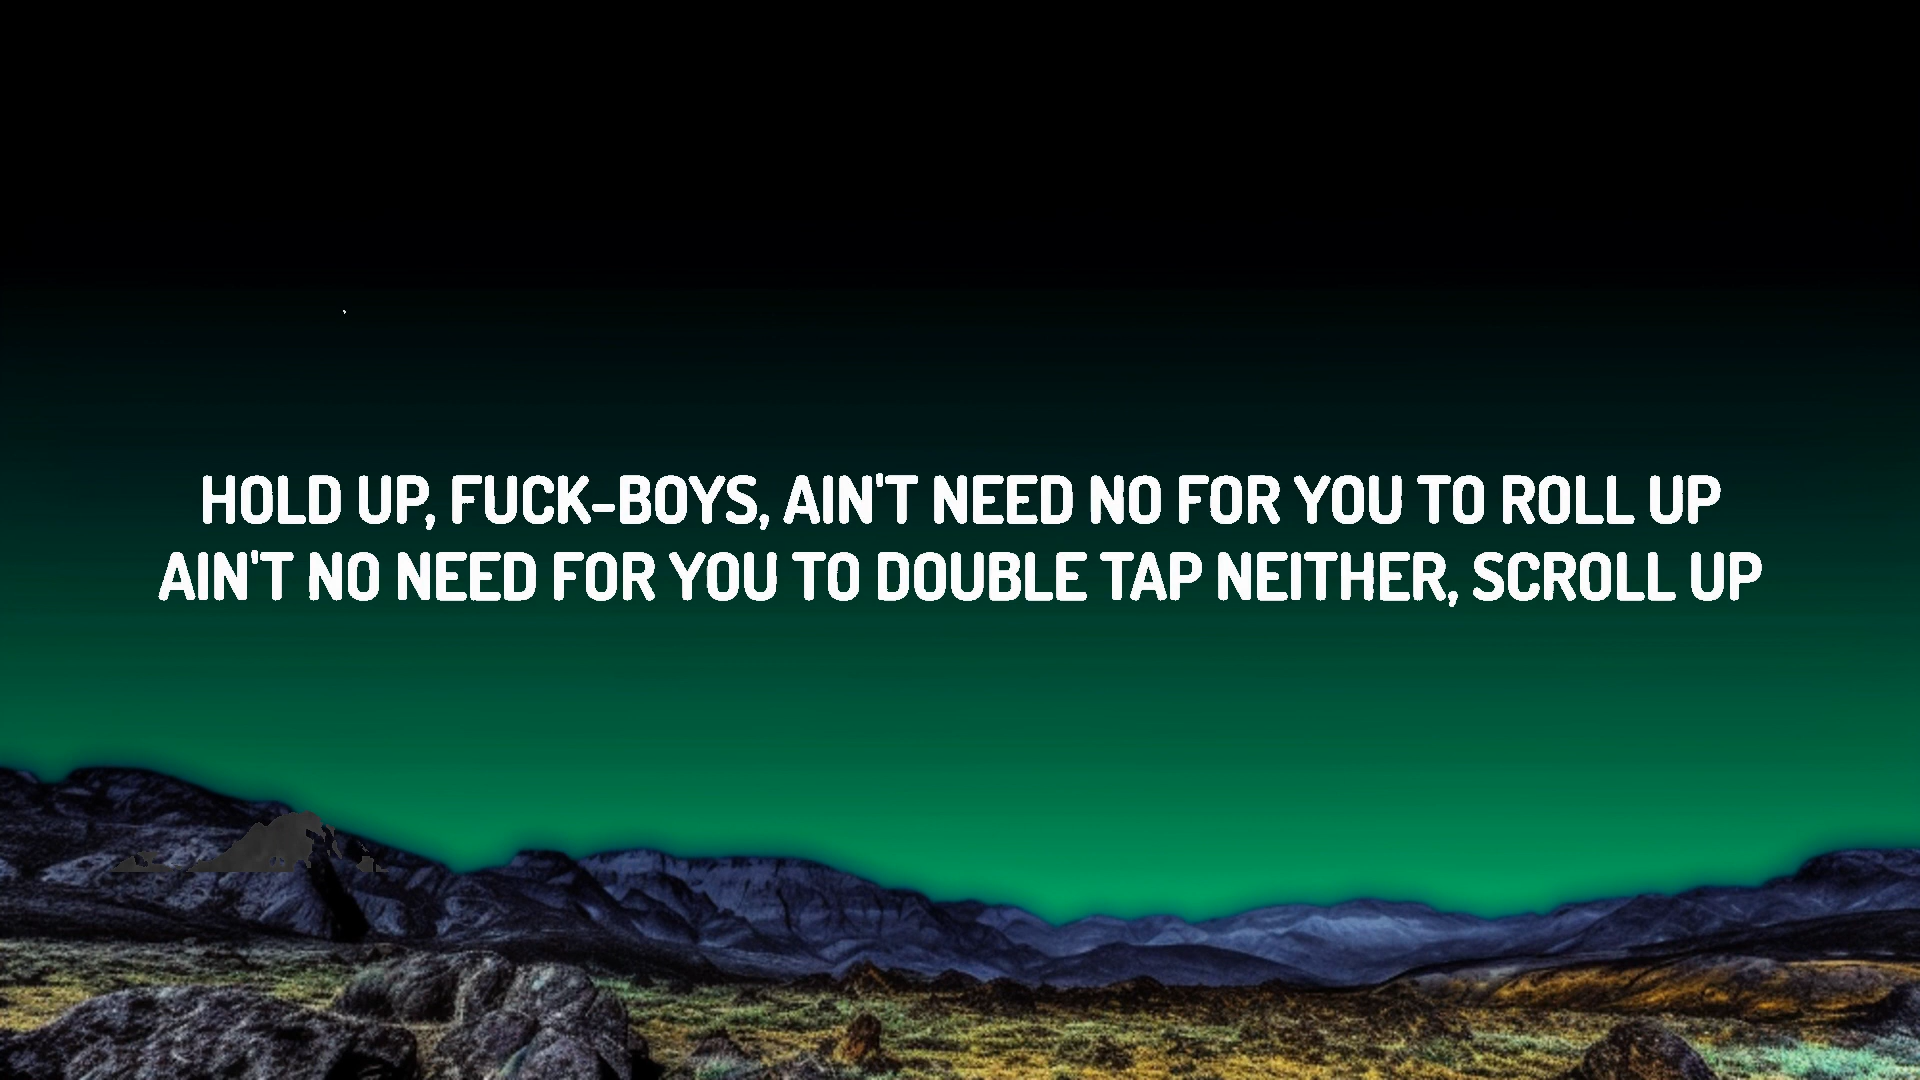 HOLD UP, FUCK-BOYS, AIN'T NEED NO FOR YOU TO ROLL UP
AIN'T NO NEED FOR YOU TO DOUBLE TAP NEITHER, SCROLL UP